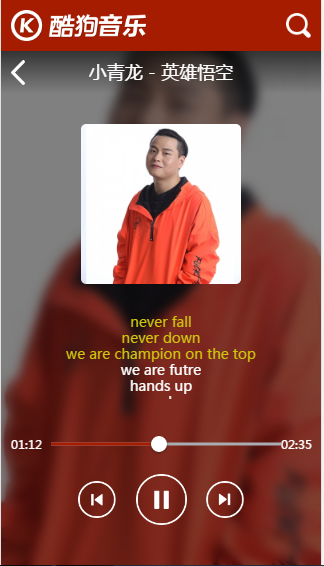 酷狗音乐
小青龙 - 英雄悟空
never fall
never down
we are champion on the top
we are futre
hands up
01:12
02:35